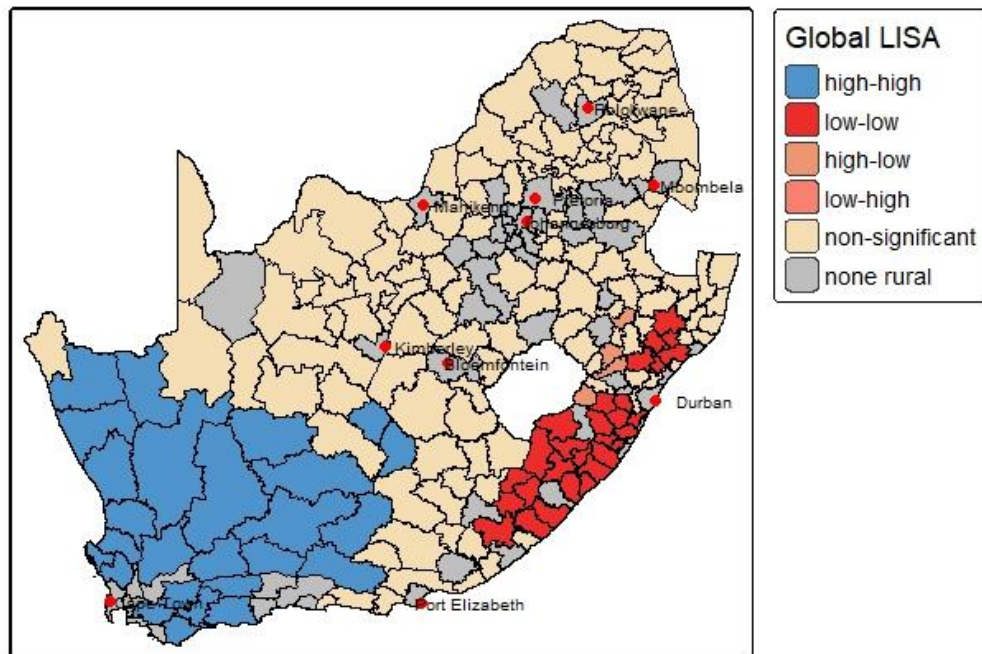 Global LISA
high-high
low-low
high-low
low-high
non-significant
none rural
Polokwane
Mbombela
Pretoria
Mahikeng
Johannesburg
Kimberley
Bloemfontein
Durban
Cape Town
Port Elizabeth